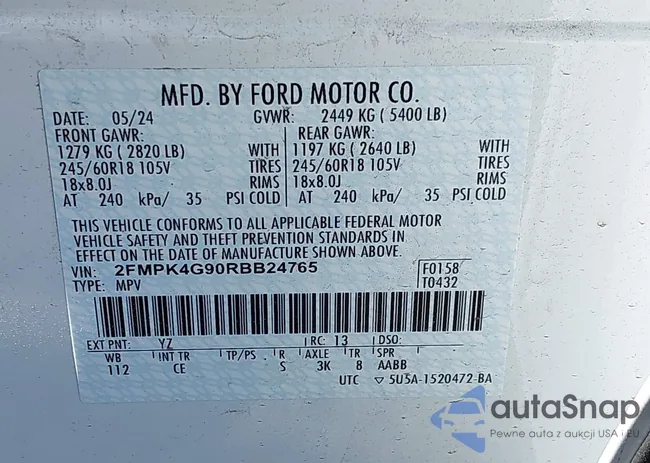 MFD. BY FORD MOTOR CO.
DATE: 05/24 GVWR: 2449 KG ( 5400 LB)
FRONT GAWR: REAR GAWR:
1279 KG ( 2820 LB) WITH 1197 KG ( 2640 LB) WITH
245/60R18 105V TIRES 245/60R18 105V TIRES
18x8.0J RIMS 18x8.0J RIMS
AT 240 kPa/ 35 PSI COLD AT 240 kPa/ 35 PSI COLD
THIS VEHICLE CONFORMS TO ALL APPLICABLE FEDERAL MOTOR
VEHICLE SAFETY AND THEFT PREVENTION STANDARDS IN
EFFECT ON THE DATE OF MANUFACTURE SHOWN ABOVE.
VIN: 2FMPK4G90RBB24765 F0158
TYPE: MPV T0432
EXT PNT: YZ RC: 13 DSO:
WB INT TR TP/PS R AXLE TR SPR
112 CE S 3K 8 AABB
UTC ▽ 5U5A-1520472-BA
autaSnap
Pewne auta z aukcji USA i EU